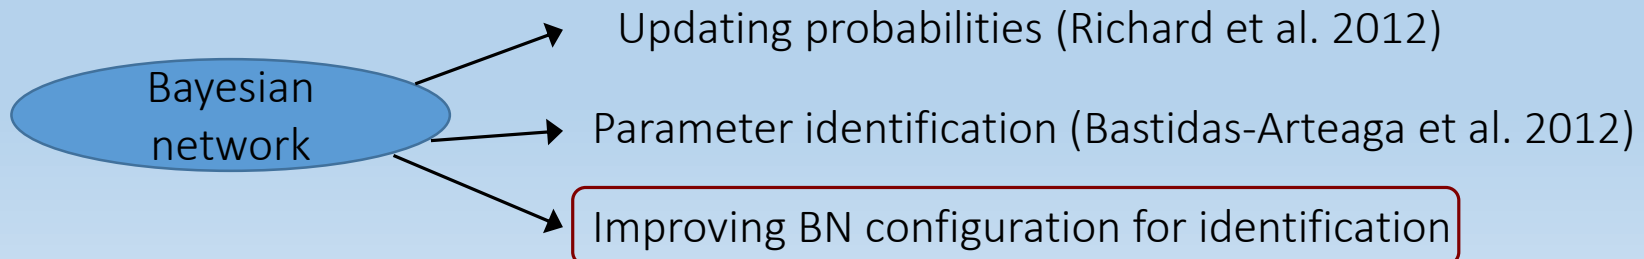 Bayesian
network
Updating probabilities (Richard et al. 2012)
Parameter identification (Bastidas-Arteaga et al. 2012)
Improving BN configuration for identification